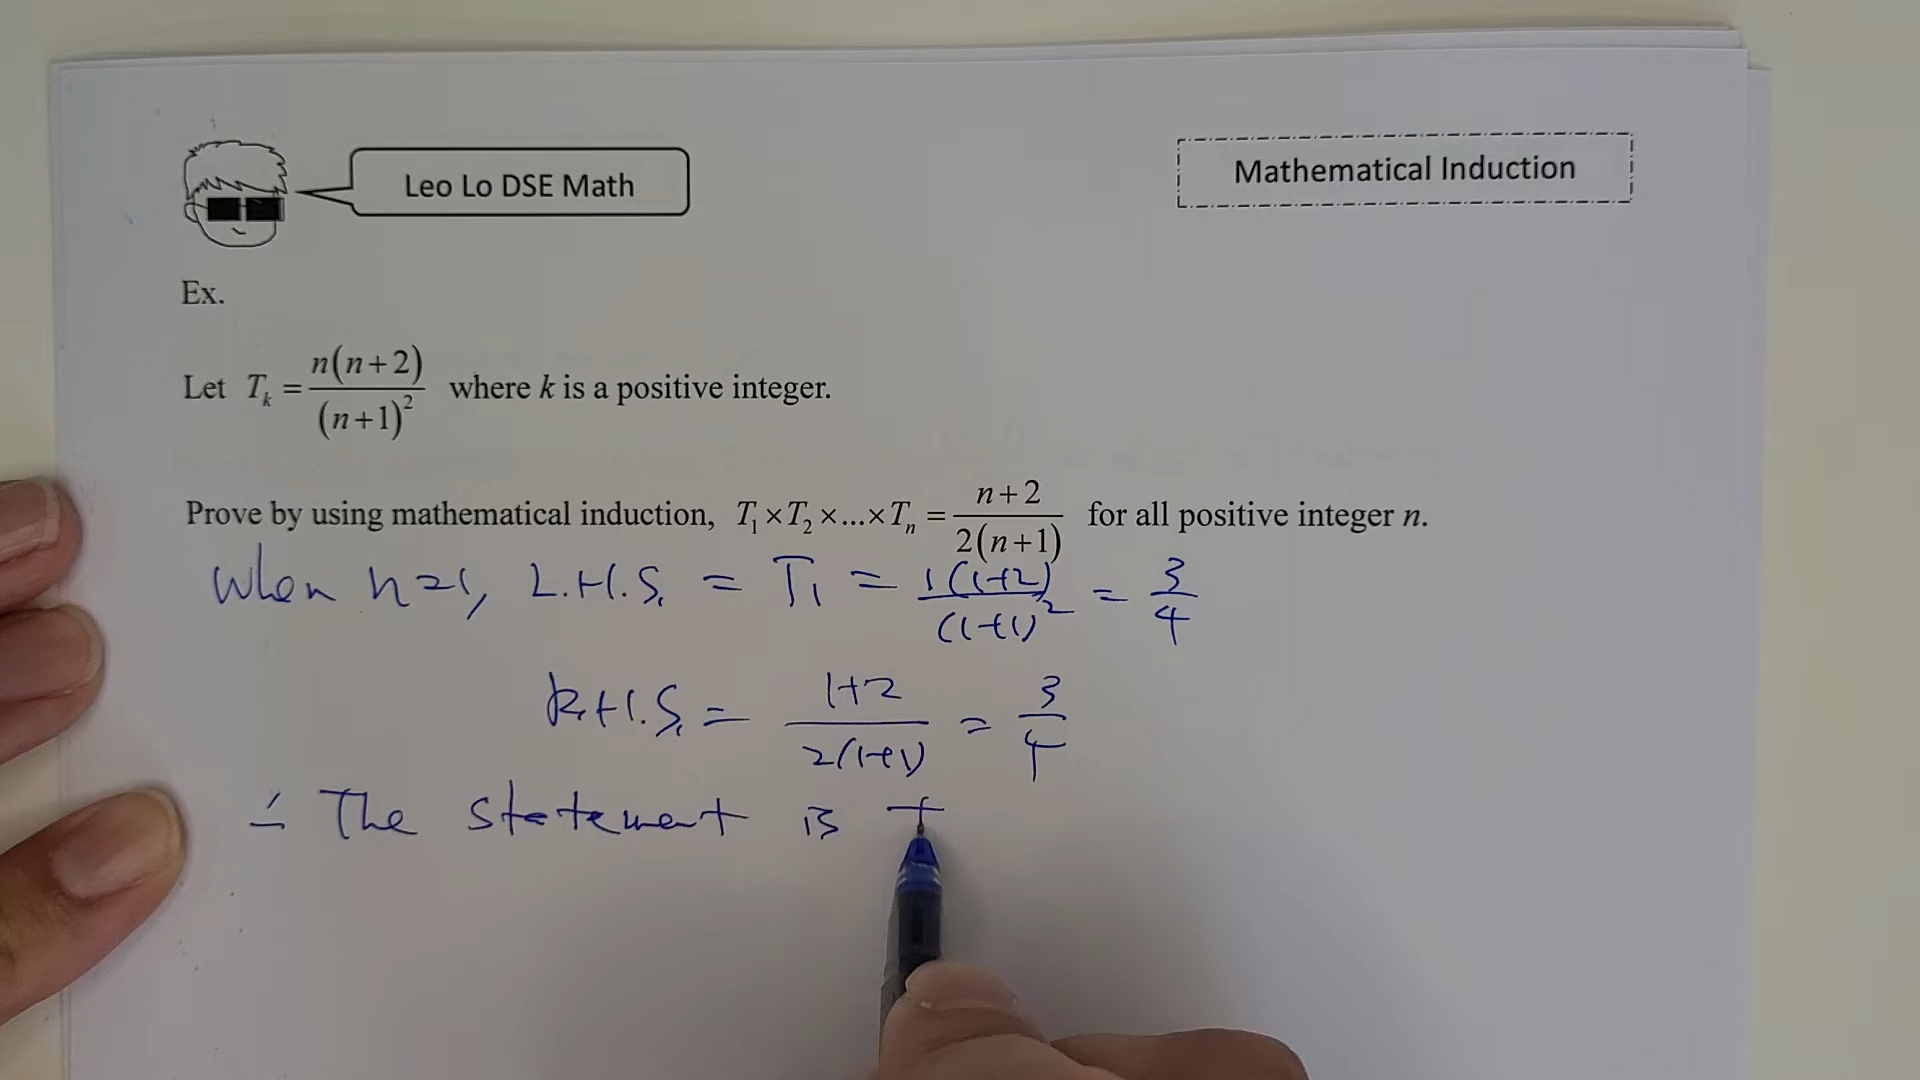 Leo Lo DSE Math
Mathematical Induction
Ex.
Let T_k = n(n+2)/(n+1)^2 where k is a positive integer.
Prove by using mathematical induction, T_1×T_2×...×T_n = n+2/2(n+1) for all positive integer n.
When n=1, L.H.S. = T_1 = 1(1+2)/(1+1)^2 = 3/4
R.H.S. = 1+2/2(1+1) = 3/4
∴ The statement is T